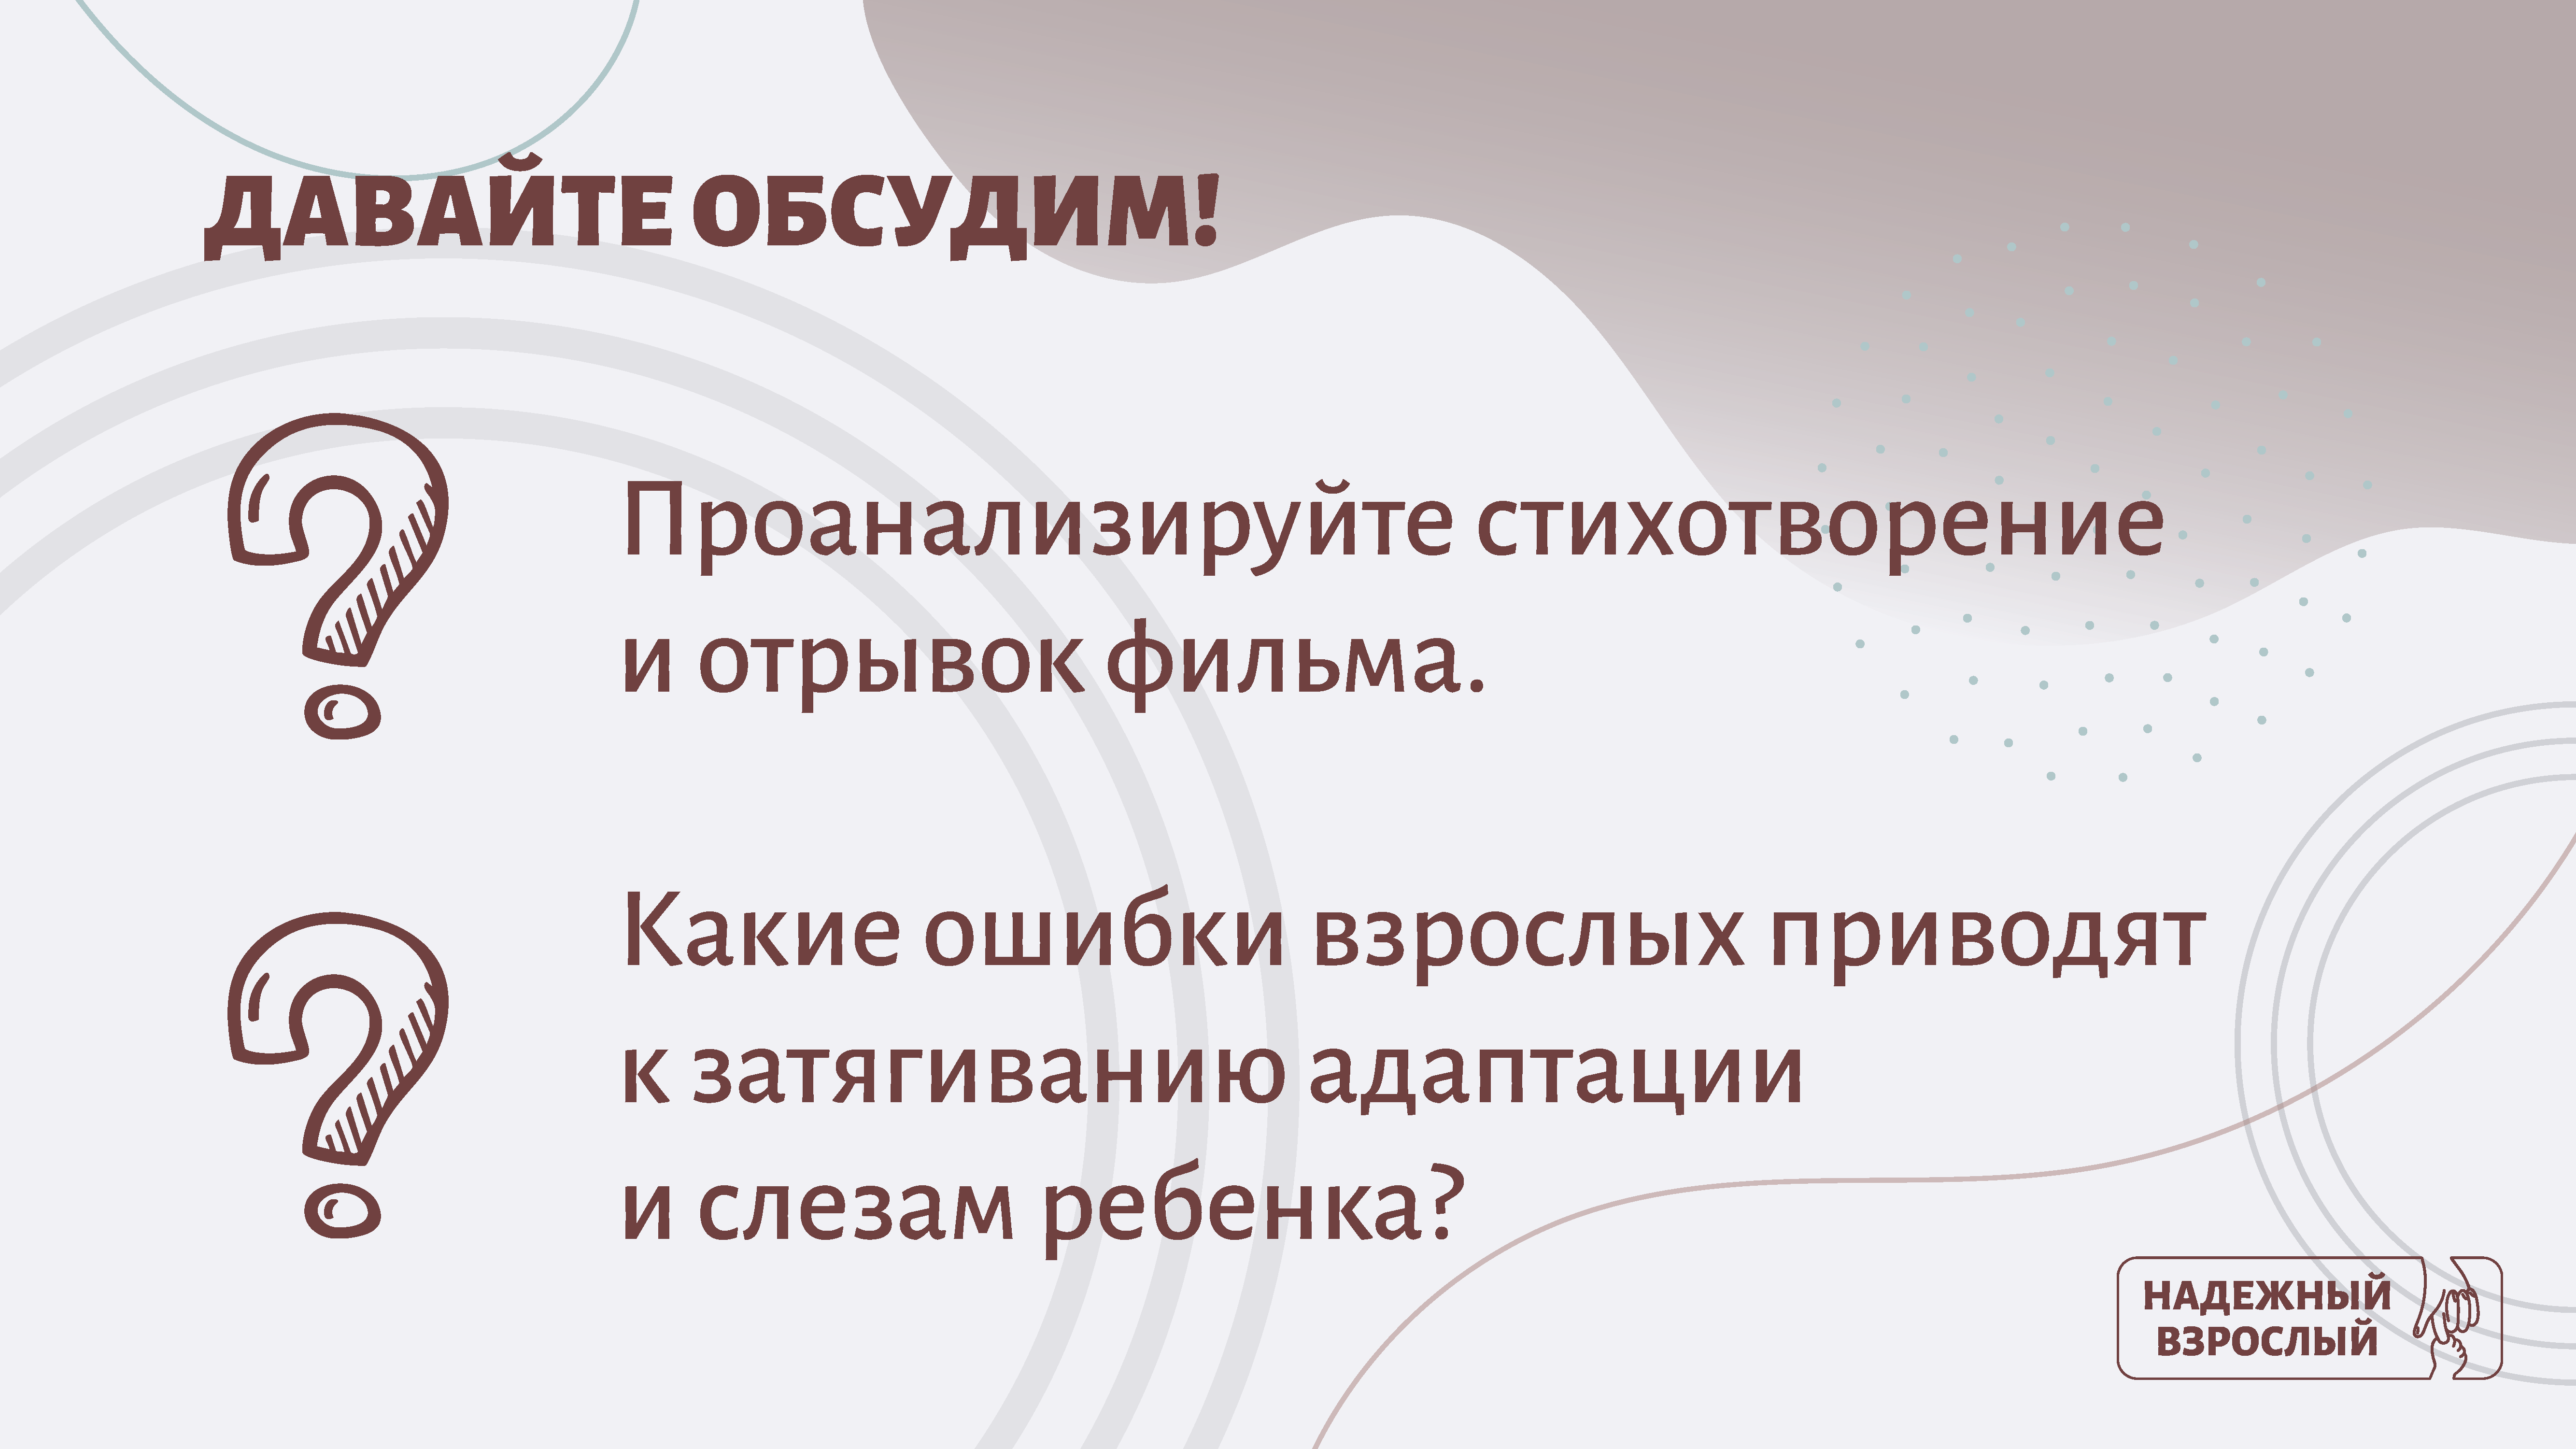 ДАВАЙТЕ ОБСУДИМ!
Проанализируйте стихотворение
и отрывок фильма.
Какие ошибки взрослых приводят
к затягиванию адаптации
и слезам ребенка?
НАДЕЖНЫЙ
ВЗРОСЛЫЙ